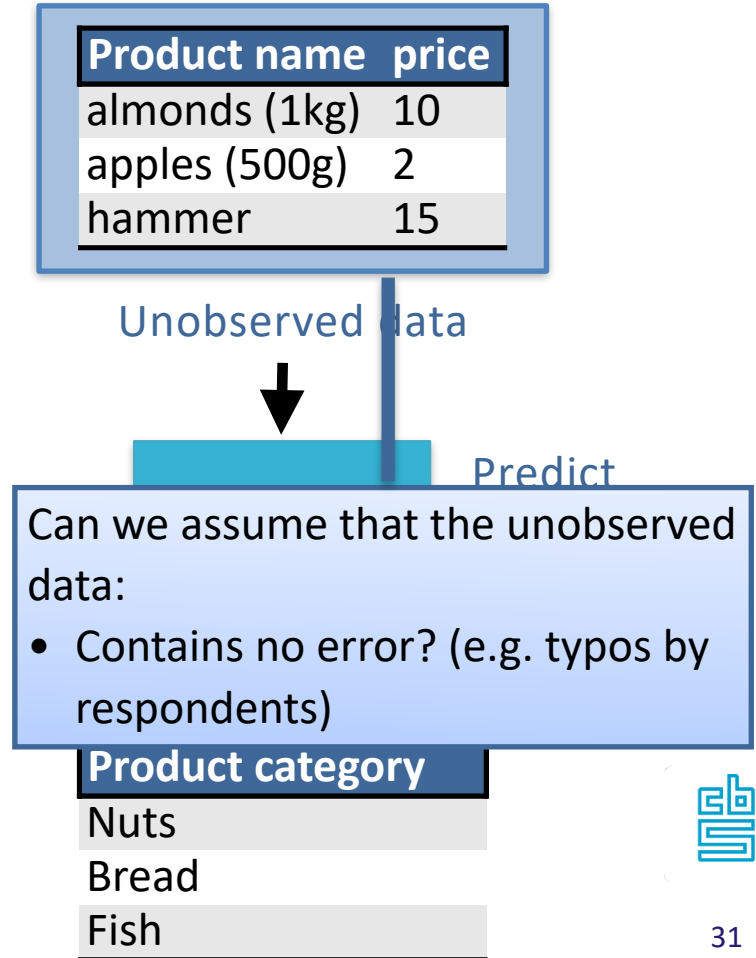 Product name price
almonds (1kg) 10
apples (500g) 2
hammer 15
Unobserved data
Predict
Can we assume that the unobserved
data:
• Contains no error? (e.g. typos by
respondents)
Product category
Nuts
Bread
Fish
cbs
31